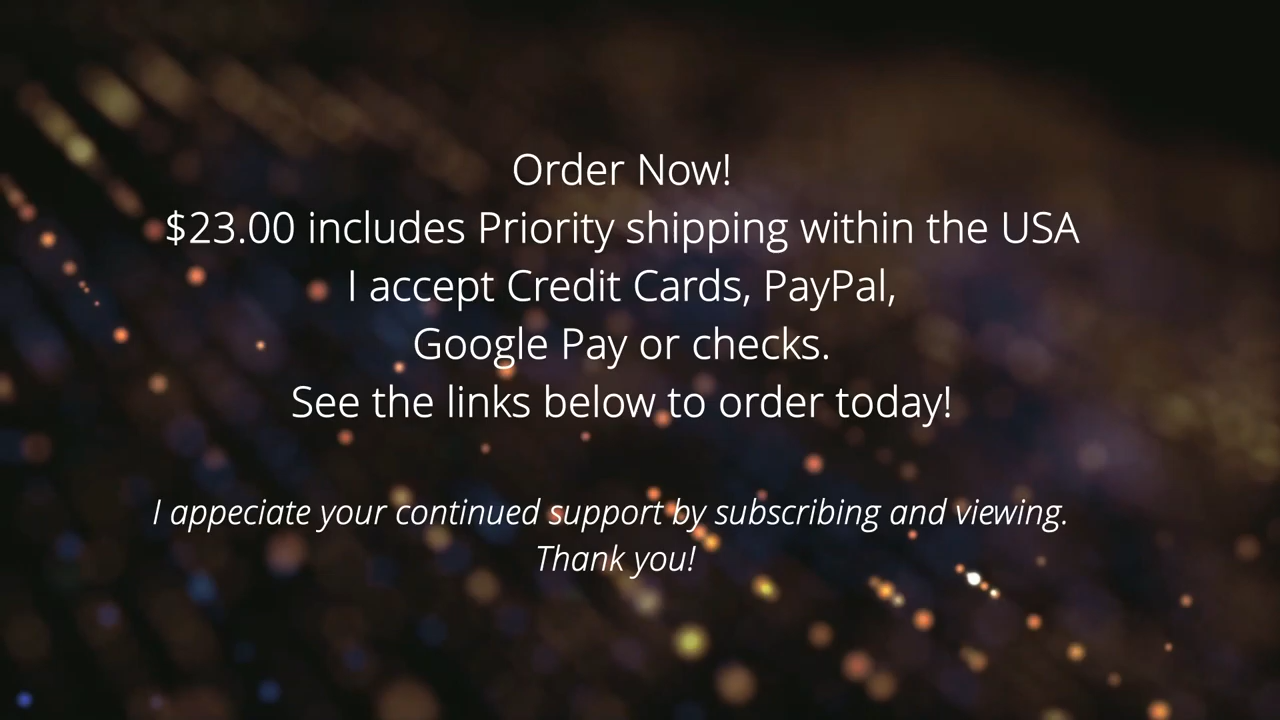 Order Now!
$23.00 includes Priority shipping within the USA
I accept Credit Cards, PayPal,
Google Pay or checks.
See the links below to order today!
I appeciate your continued support by subscribing and viewing.
Thank you!